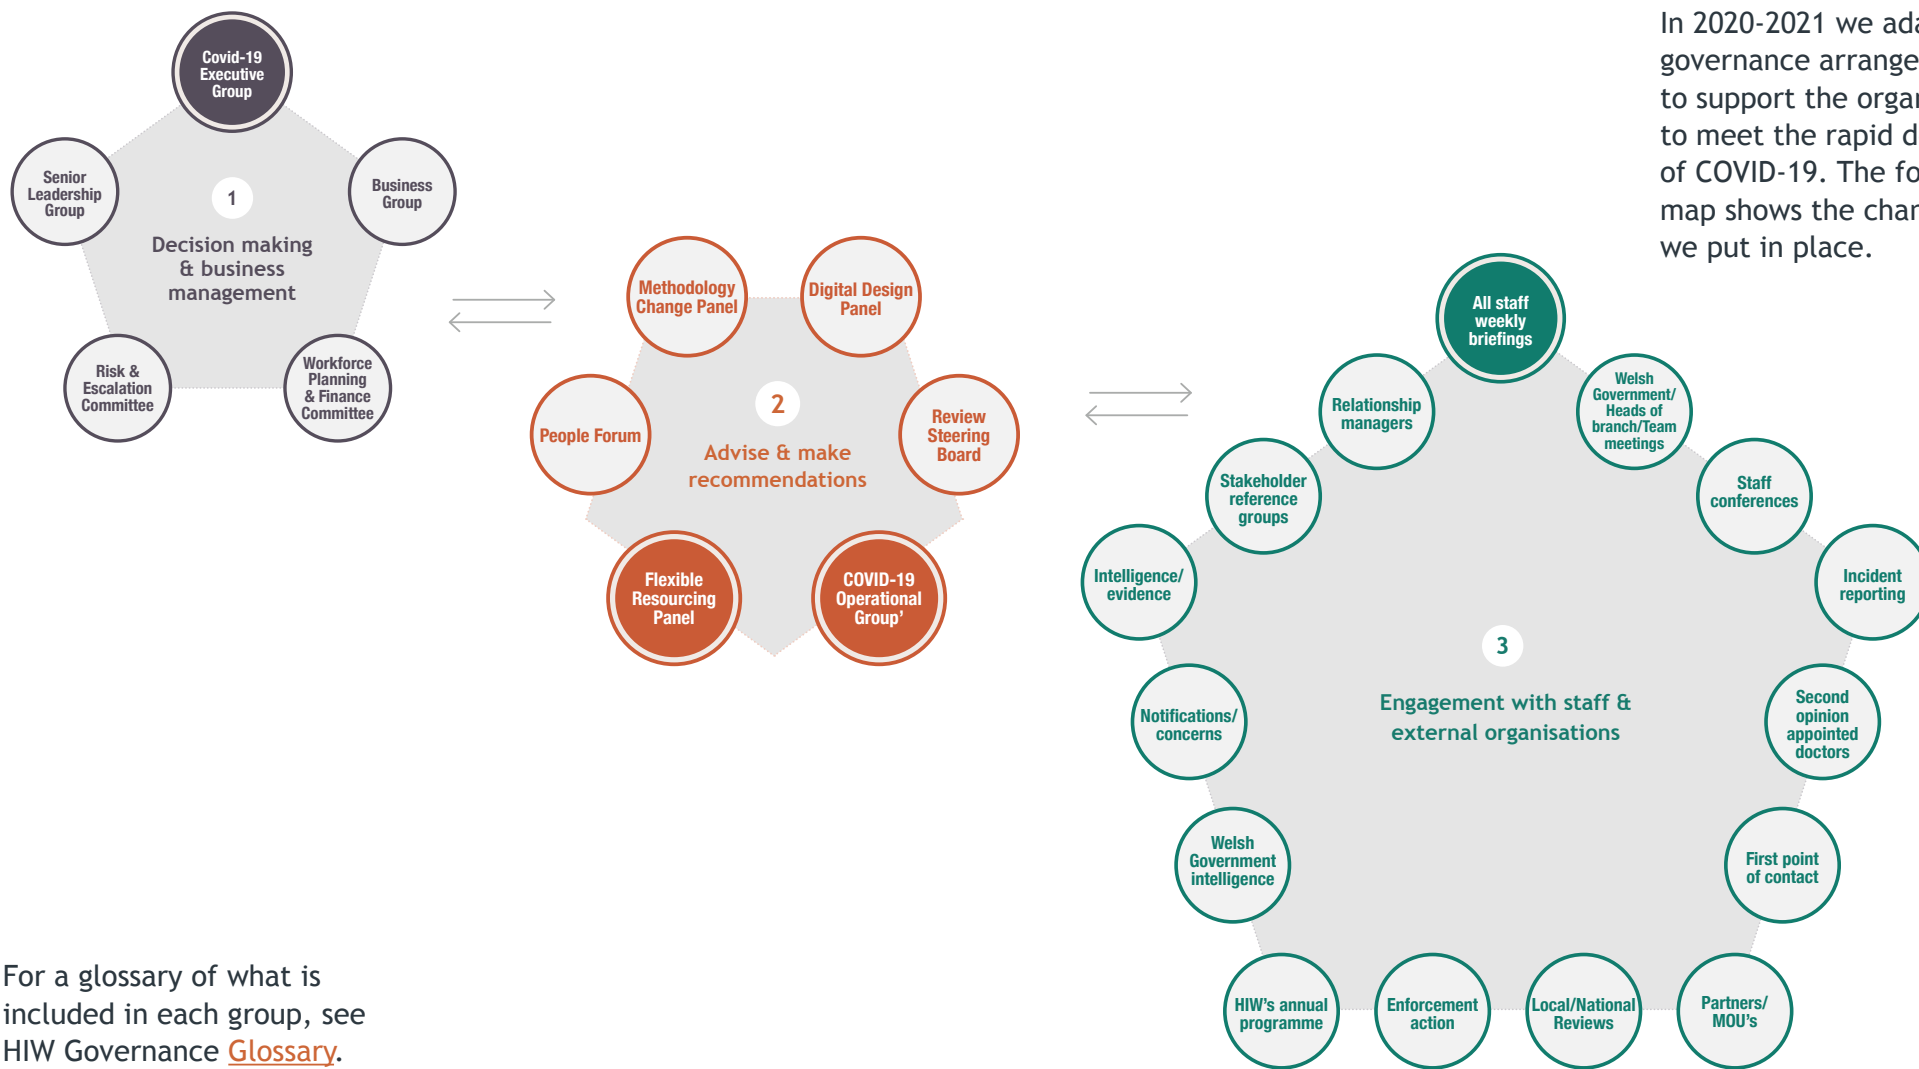 In 2020-2021 we
governance
to support the
to meet the rapid
of COVID-19. The
map shows the
we put in place.
Covid-19
Executive
Group
Senior
Leadership
Group
Business
Group
1
Decision making
& business
management
Risk &
Escalation
Committee
Workforce
Planning
& Finance
Committee
Methodology
Change Panel
Digital Design
Panel
People Forum
2
Advise & make
recommendations
Review
Steering
Board
Flexible
Resourcing
Panel
COVID-19
Operational
Group’
All staff
weekly
briefings
Relationship
managers
Welsh
Government/
Heads of
branch/Team
meetings
Stakeholder
reference
groups
Staff
conferences
Intelligence/
evidence
Incident
reporting
3
Engagement with staff &
external organisations
Notifications/
concerns
Second
opinion
appointed
doctors
Welsh
Government
intelligence
First point
of contact
HIW’s annual
programme
Enforcement
action
Local/National
Reviews
Partners/
MOU’s
For a glossary of what is
included in each group, see
HIW Governance Glossary.